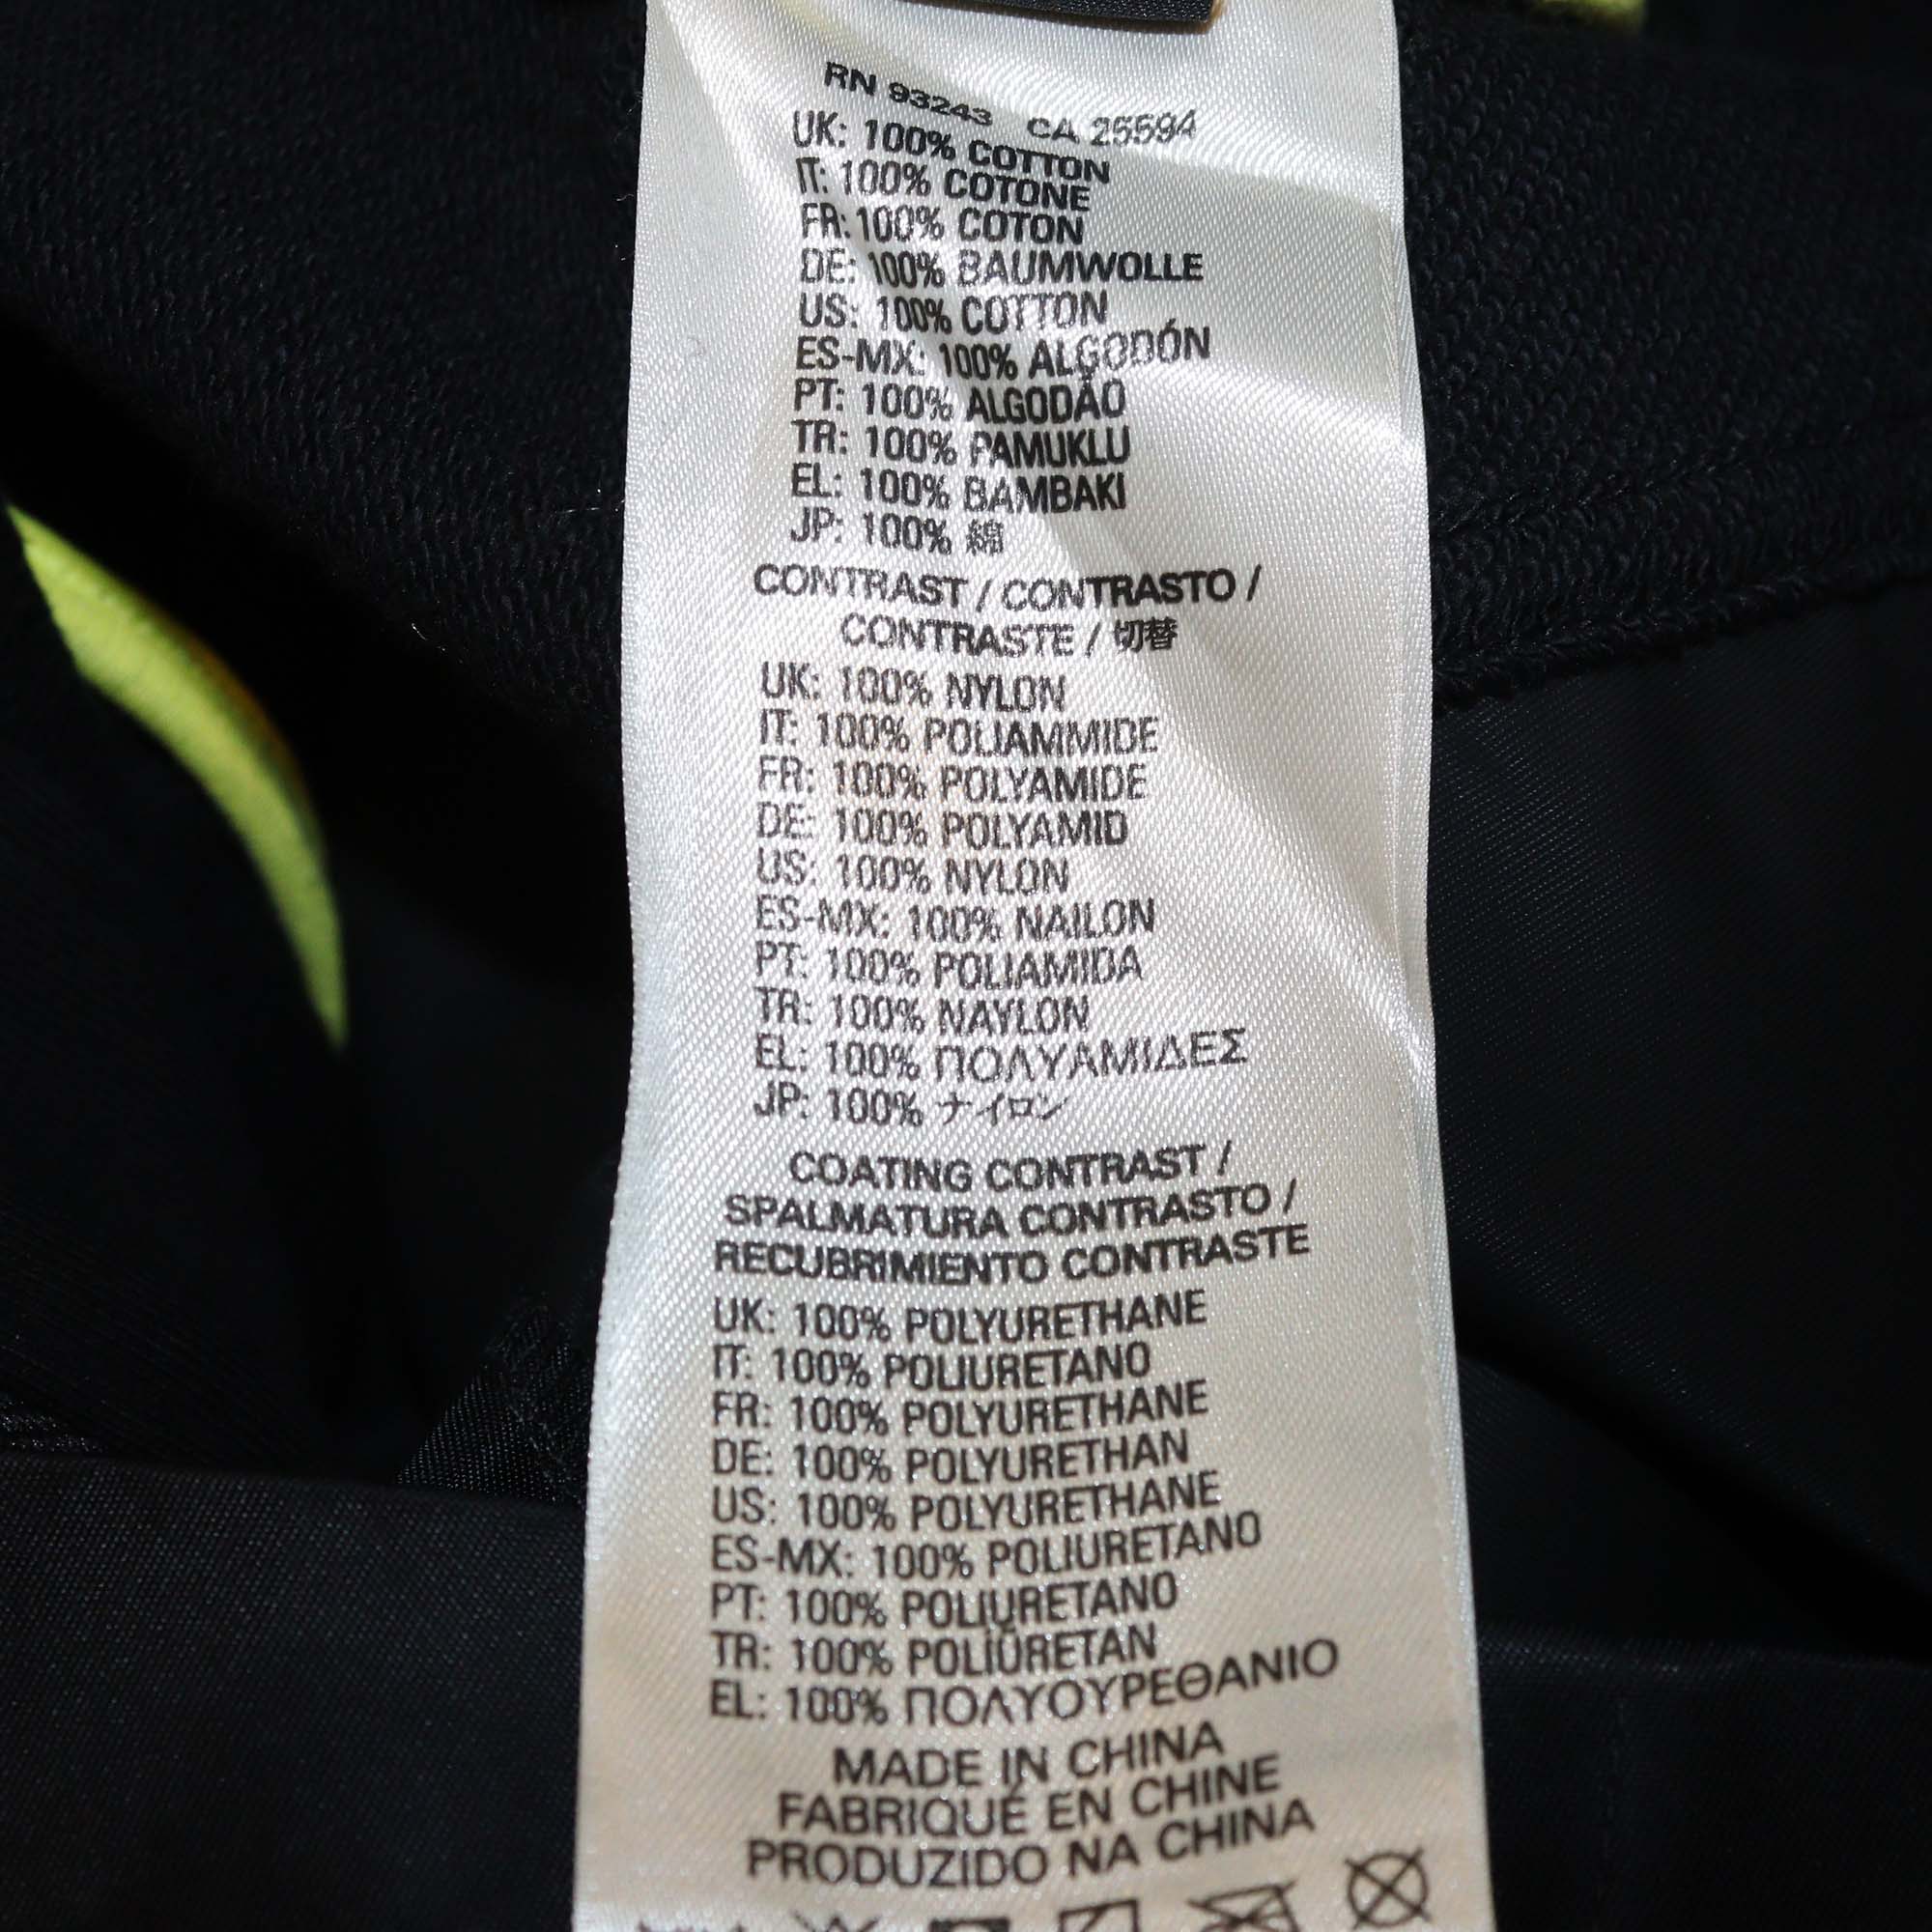 RN 93243 CA 25594
UK: 100% COTTON
IT: 100% COTONE
FR: 100% COTON
DE: 100% BAUMWOLLE
US: 100% COTTON
ES-MX: 100% ALGODÓN
PT: 100% ALGODÃO
TR: 100% PAMUKLU
EL: 100% BAMBAKI
JP: 100% 綿
CONTRAST / CONTRASTO /
CONTRASTE / 切替
UK: 100% NYLON
IT: 100% POLIAMMIDE
FR: 100% POLYAMIDE
DE: 100% POLYAMID
US: 100% NYLON
ES-MX: 100% NAILON
PT: 100% POLIAMIDA
TR: 100% NAYLON
EL: 100% ΠΟΛΥΑΜΙΔΕΣ
JP: 100% ナイロン
COATING CONTRAST /
SPALMATURA CONTRASTO /
RECUBRIMIENTO CONTRASTE
UK: 100% POLYURETHANE
IT: 100% POLIURETANO
FR: 100% POLYURETHANE
DE: 100% POLYURETHAN
US: 100% POLYURETHANE
ES-MX: 100% POLIURETANO
PT: 100% POLIURETANO
TR: 100% POLİÜRETAN
EL: 100% ΠΟΛΥΟΥΡΕΘΑΝΙΟ
MADE IN CHINA
FABRIQUÉ EN CHINE
PRODUZIDO NA CHINA